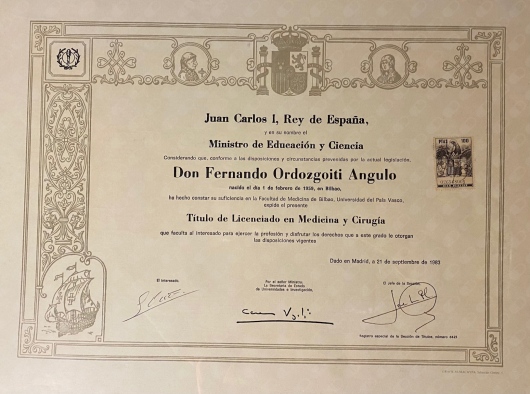 Juan Carlos I, Rey de España,
y en su nombre el
Ministro de Educación y Ciencia
Considerando que, conforme a las disposiciones y circunstancias prevenidas por la actual legislación,
Don Fernando Ordozgoiti Angulo
nacido el día 1 de febrero de 1959, en Bilbao,
ha hecho constar su suficiencia en la Facultad de Medicina de Bilbao, Universidad del País Vasco,
expide el presente
Título de Licenciado en Medicina y Cirugía
que faculta al interesado para ejercer la profesión y disfrutar los derechos que a este grado le otorgan
las disposiciones vigentes
Dado en Madrid, a 21 de septiembre de 1983
El interesado,
Por el señor Ministro,
La Secretaria de Estado
de Universidades e Investigación,
El jefe de la Sección,
Registro especial de la Sección de Títulos, número 4423